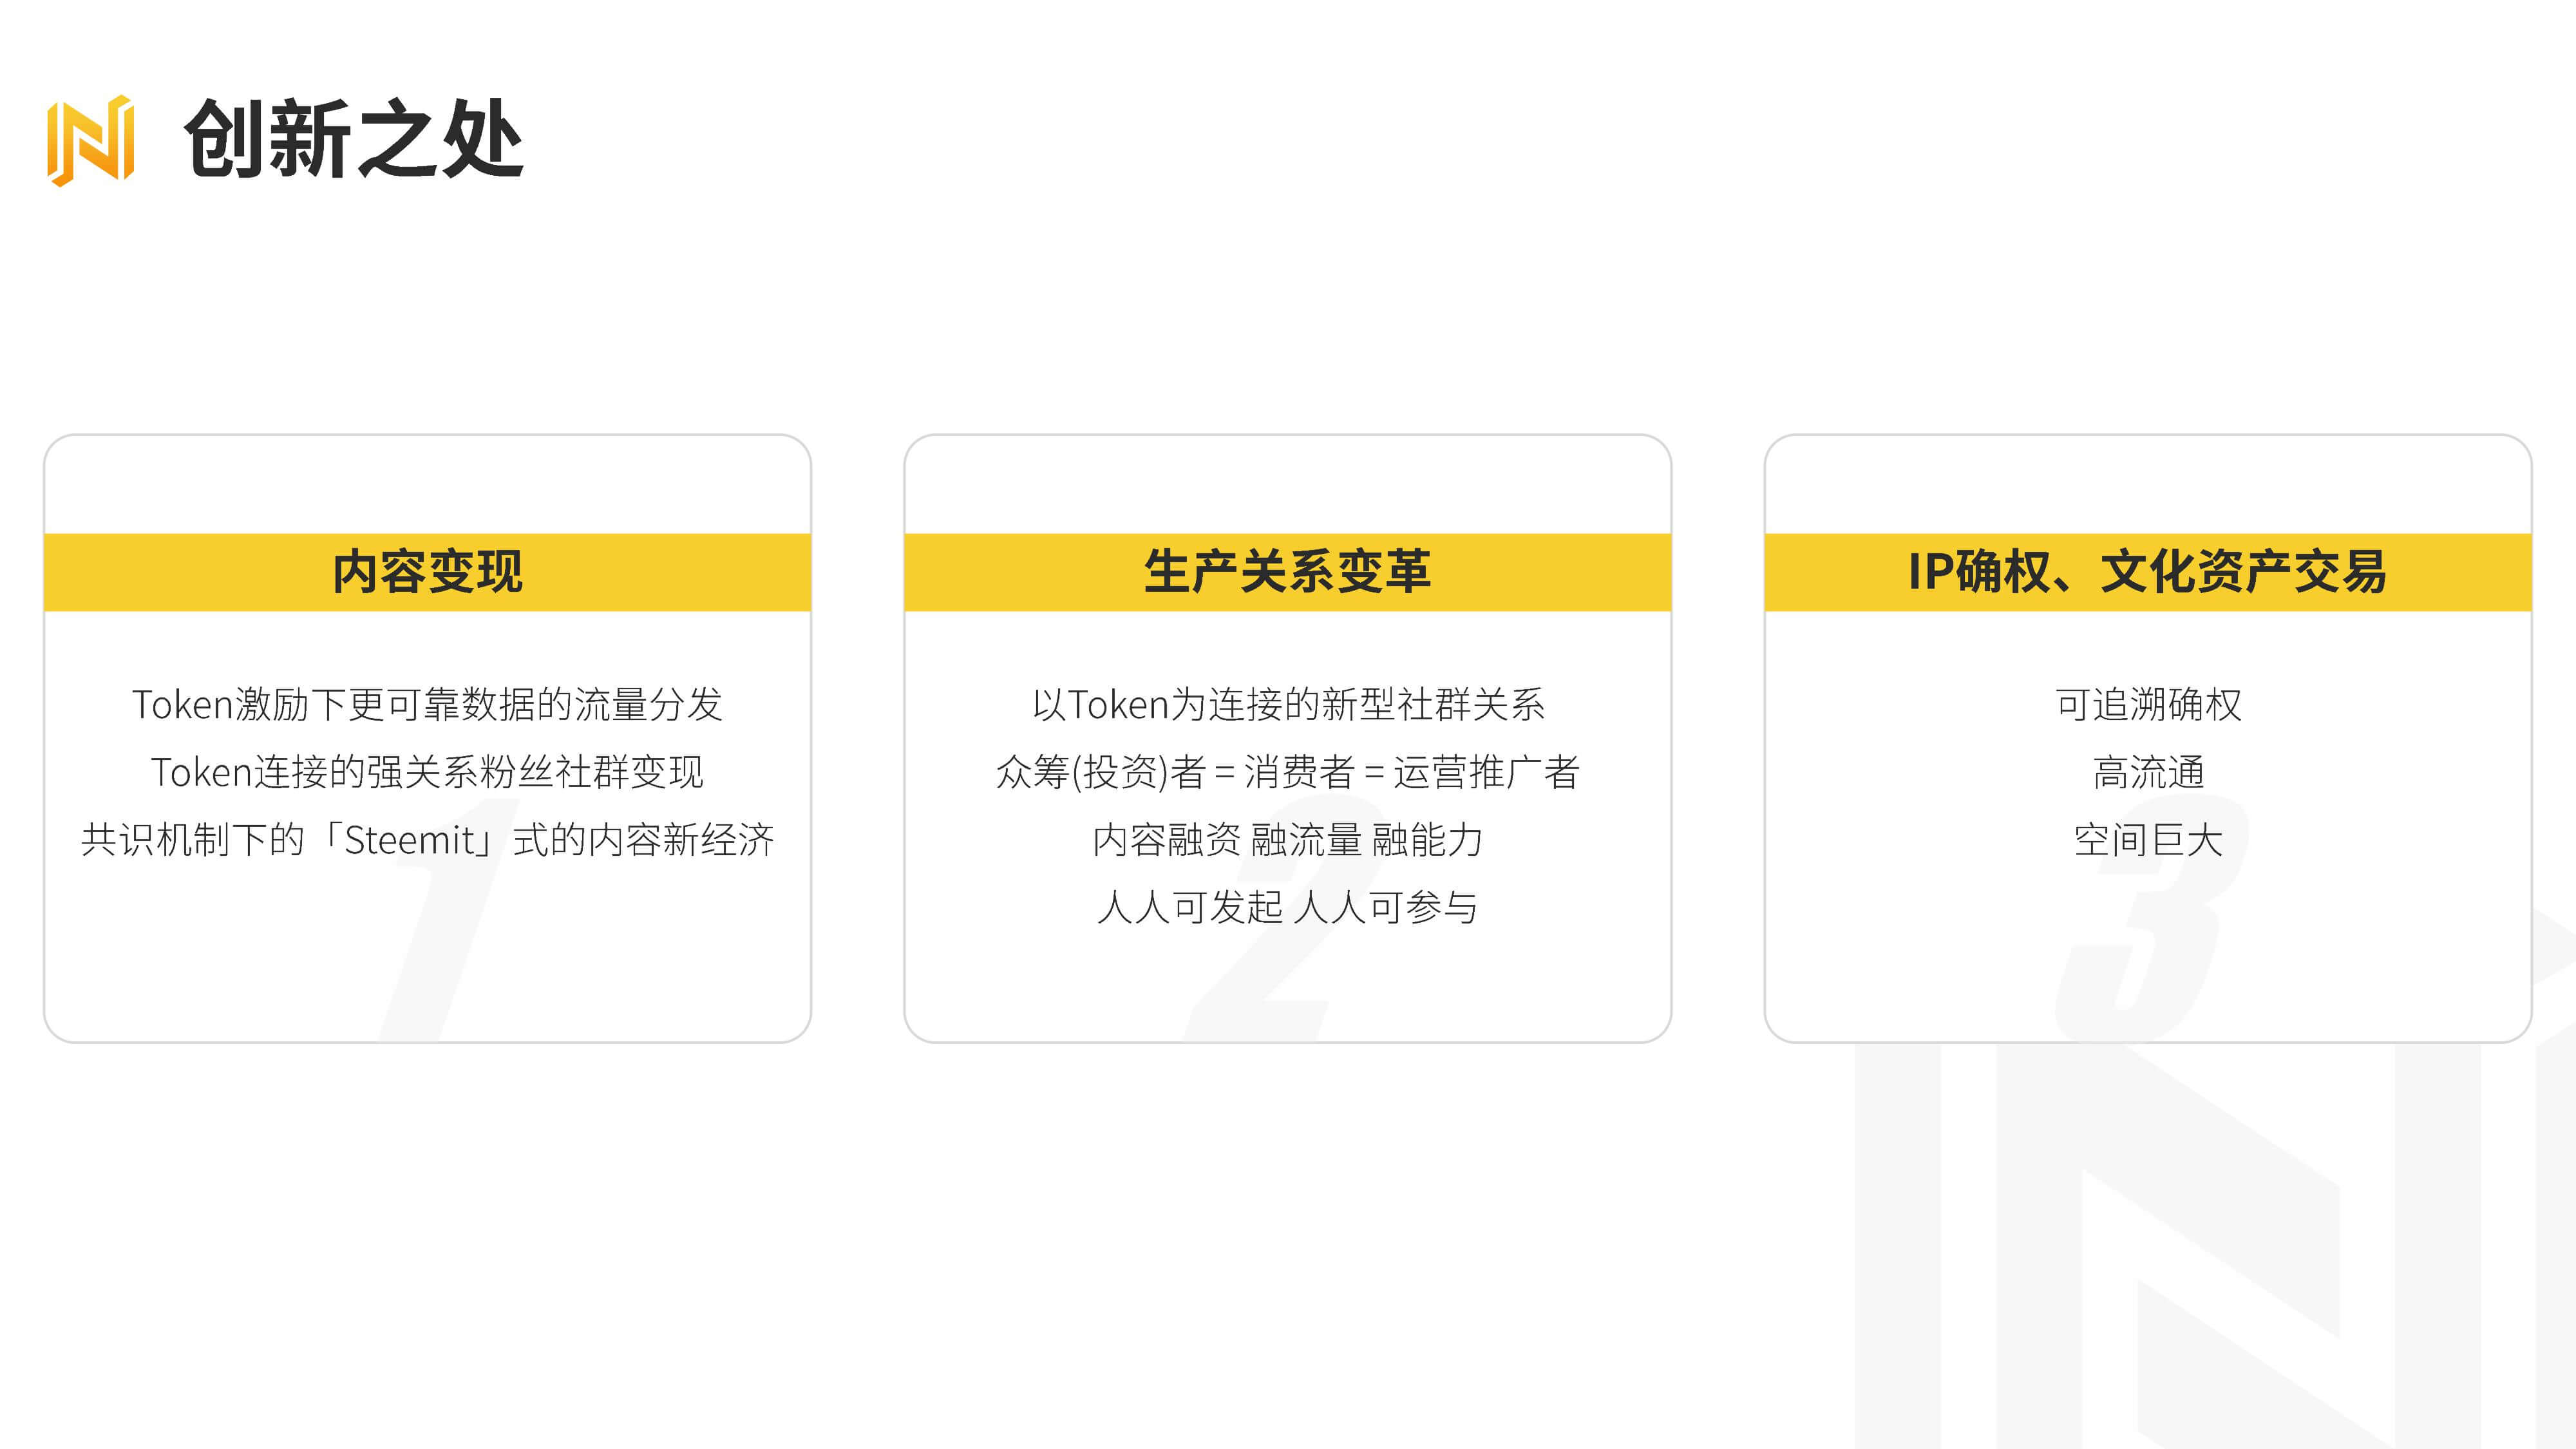 创新之处
内容变现
Token激励下更可靠数据的流量分发
Token连接的强关系粉丝社群变现
共识机制下的「Steemit」式的内容新经济
1
生产关系变革
以Token为连接的新型社群关系
众筹(投资)者 = 消费者 = 运营推广者
内容融资 融流量 融能力
人人可发起 人人可参与
2
IP确权、文化资产交易
可追溯确权
高流通
空间巨大
3